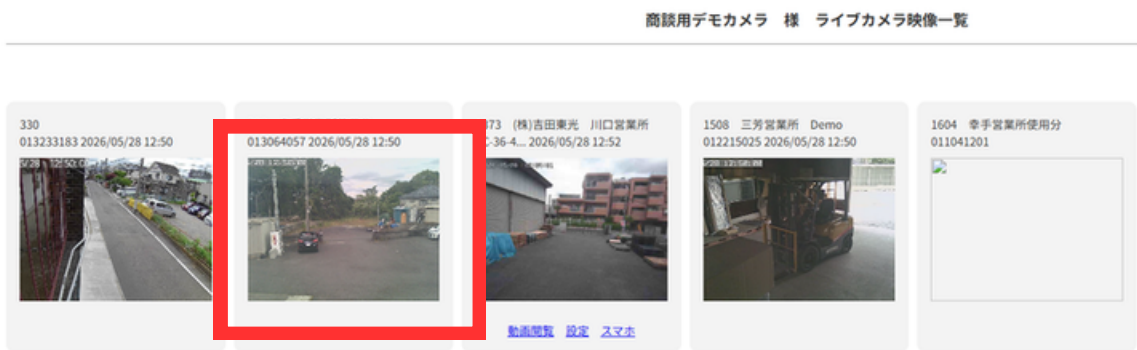 商談用デモカメラ　様　ライブカメラ映像一覧
330
013233183 2026/05/28 12:50
013064057 2026/05/28 12:50
73　(株)吉田東光　川口営業所
C-36-4... 2026/05/28 12:52
1508　三芳営業所　Demo
012215025 2026/05/28 12:50
1604　幸手営業所使用分
011041201
動画閲覧　設定　スマホ